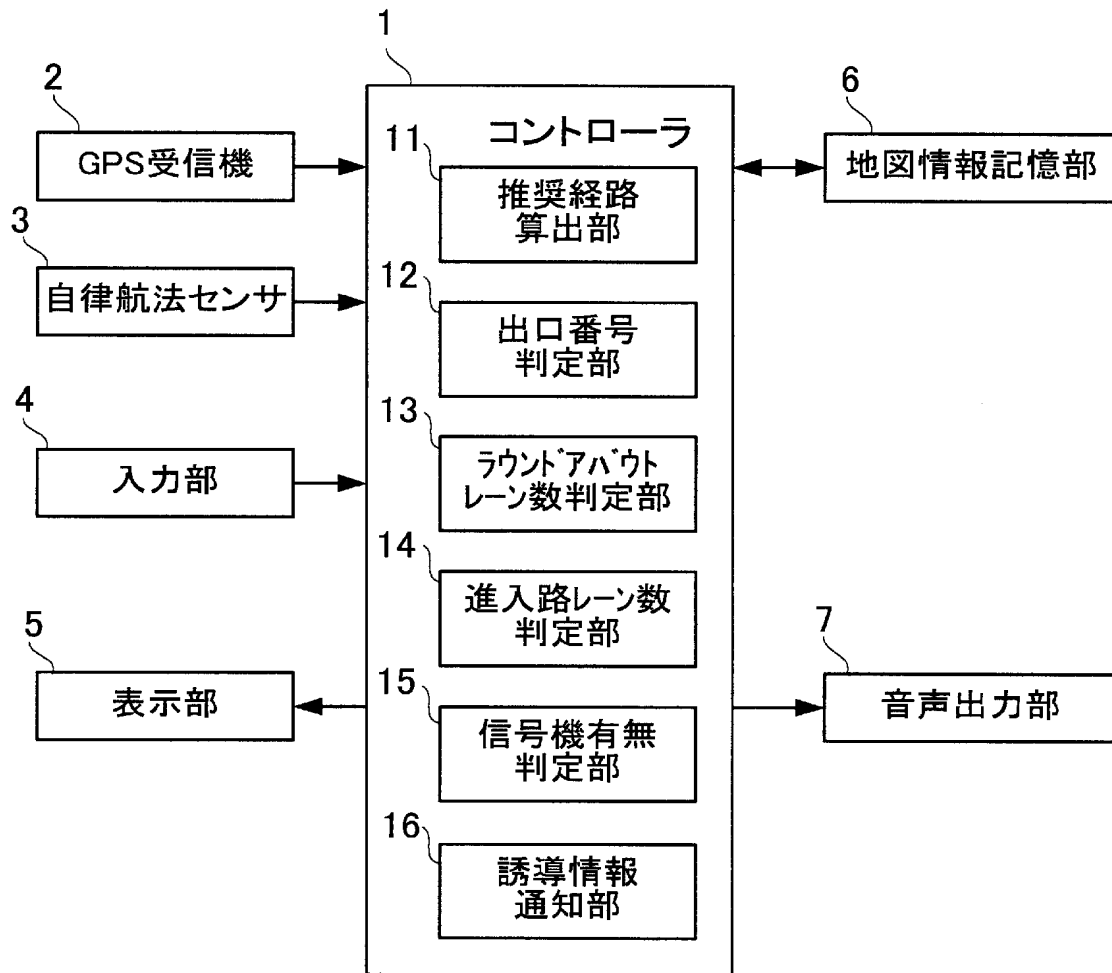 1
2
GPS受信機
3
自律航法センサ
4
入力部
5
表示部
コントローラ
11
推奨経路
算出部
12
出口番号
判定部
13
ラウンドアバウト
レーン数判定部
14
進入路レーン数
判定部
15
信号機有無
判定部
16
誘導情報
通知部
6
地図情報記憶部
7
音声出力部